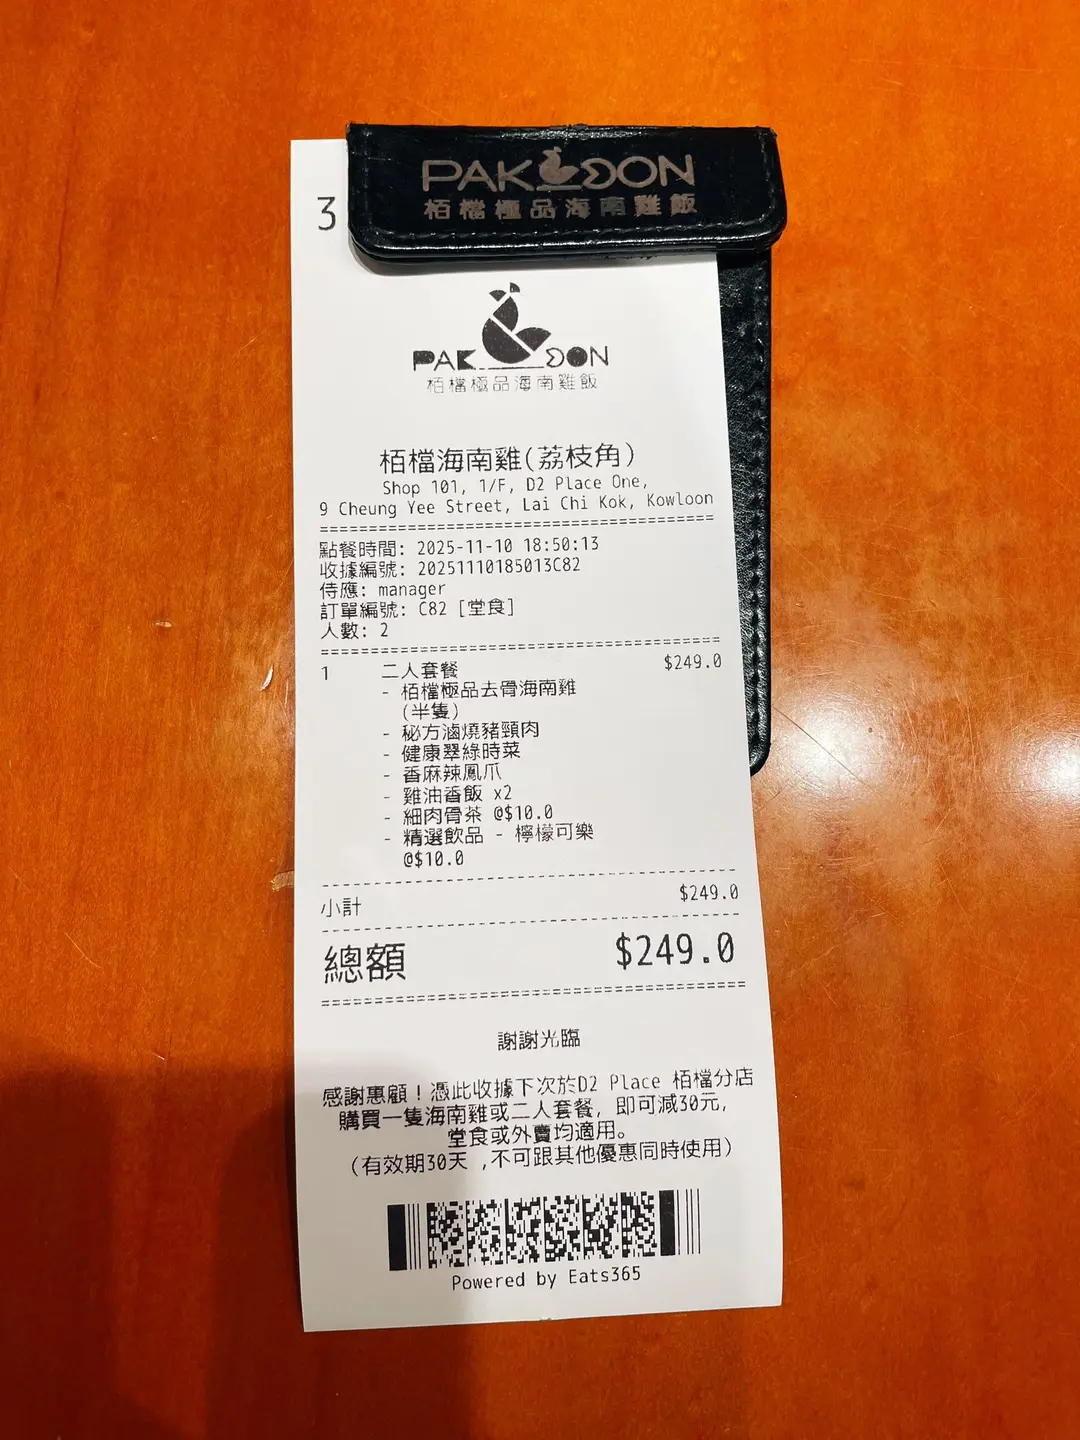 PAK DON
栢檔極品海南雞飯
3
PAK DON
栢檔極品海南雞飯
栢檔海南雞(荔枝角)
Shop 101, 1/F, D2 Place One,
9 Cheung Yee Street, Lai Chi Kok, Kowloon
點餐時間: 2025-11-10 18:50:13
收據編號: 20251110185013C82
侍應: manager
訂單編號: C82 [堂食]
人數: 2
1 二人套餐 $249.0
- 栢檔極品去骨海南雞
(半隻)
- 秘方滷燒豬頸肉
- 健康翠綠時菜
- 香麻辣鳳爪
- 雞油香飯 x2
- 細肉骨茶 @$10.0
- 精選飲品 - 檸檬可樂
@$10.0
小計 $249.0
總額 $249.0
謝謝光臨
感謝惠顧！憑此收據下次於D2 Place 栢檔分店
購買一隻海南雞或二人套餐, 即可減30元,
堂食或外賣均適用。
(有效期30天 ,不可跟其他優惠同時使用)
Powered by Eats365